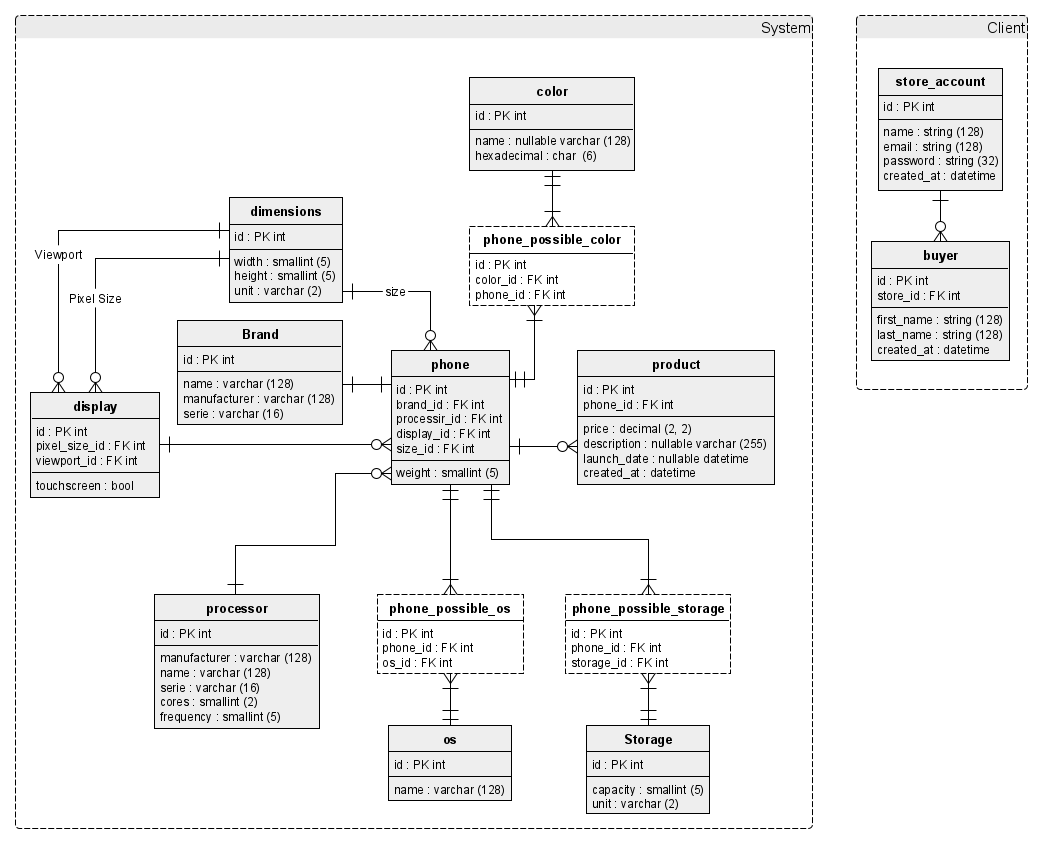 System
color
id : PK int
name : nullable varchar (128)
hexadecimal : char  (6)
dimensions
id : PK int
width : smallint (5)
height : smallint (5)
unit : varchar (2)
Viewport
Pixel Size
size
phone_possible_color
id : PK int
color_id : FK int
phone_id : FK int
Brand
id : PK int
name : varchar (128)
manufacturer : varchar (128)
serie : varchar (16)
display
id : PK int
pixel_size_id : FK int
viewport_id : FK int
touchscreen : bool
phone
id : PK int
brand_id : FK int
processir_id : FK int
display_id : FK int
size_id : FK int
weight : smallint (5)
product
id : PK int
phone_id : FK int
price : decimal (2, 2)
description : nullable varchar (255)
launch_date : nullable datetime
created_at : datetime
processor
id : PK int
manufacturer : varchar (128)
name : varchar (128)
serie : varchar (16)
cores : smallint (2)
frequency : smallint (5)
phone_possible_os
id : PK int
phone_id : FK int
os_id : FK int
phone_possible_storage
id : PK int
phone_id : FK int
storage_id : FK int
os
id : PK int
name : varchar (128)
Storage
id : PK int
capacity : smallint (5)
unit : varchar (2)
Client
store_account
id : PK int
name : string (128)
email : string (128)
password : string (32)
created_at : datetime
buyer
id : PK int
store_id : FK int
first_name : string (128)
last_name : string (128)
created_at : datetime